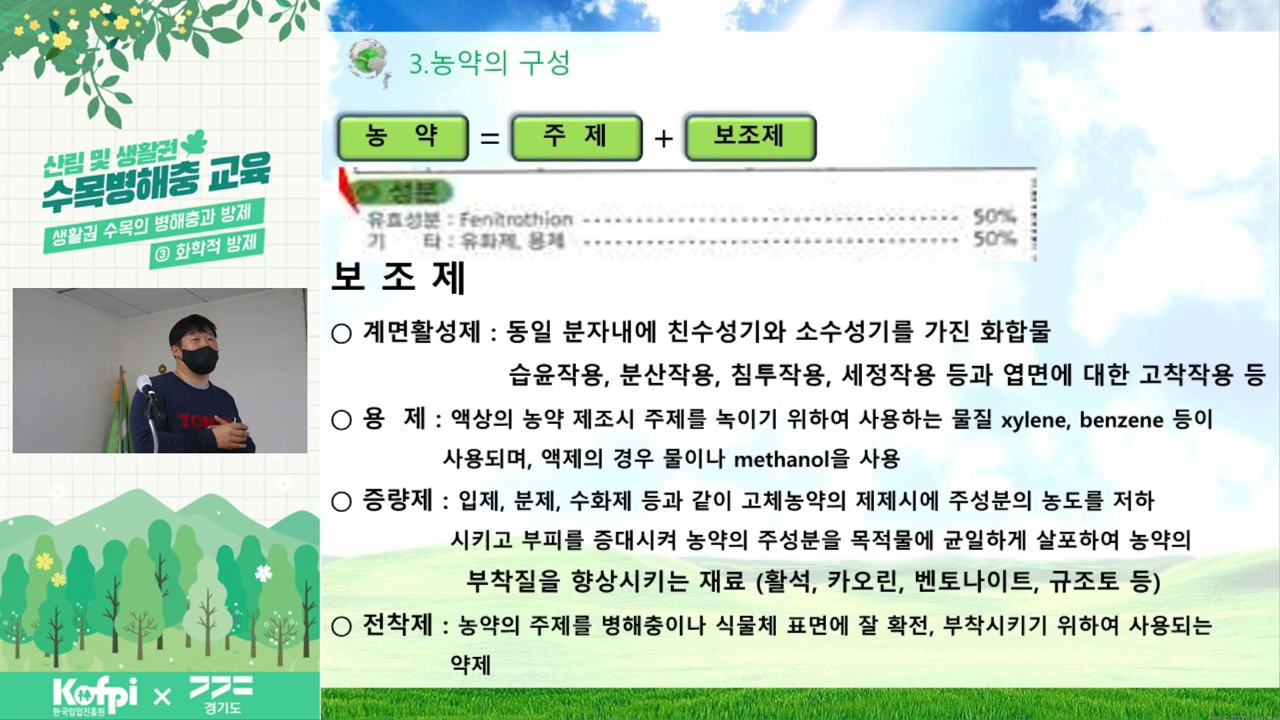 산림 및 생활권
수목병해충 교육
생활권 수목의 병해충과 방제
③ 화학적 방제
TOM
Kofpi
한국임업진흥원
×
경기도
3.농약의 구성
농 약 = 주 제 + 보조제
성분
유효성분 : Fenitrothion 50%
기 타 : 유화제, 용제 50%
보 조 제
○ 계면활성제 : 동일 분자내에 친수성기와 소수성기를 가진 화합물
습윤작용, 분산작용, 침투작용, 세정작용 등과 엽면에 대한 고착작용 등
○ 용 제 : 액상의 농약 제조시 주제를 녹이기 위하여 사용하는 물질 xylene, benzene 등이
사용되며, 액제의 경우 물이나 methanol을 사용
○ 증량제 : 입제, 분제, 수화제 등과 같이 고체농약의 제제시에 주성분의 농도를 저하
시키고 부피를 증대시켜 농약의 주성분을 목적물에 균일하게 살포하여 농약의
부착질을 향상시키는 재료 (활석, 카오린, 벤토나이트, 규조토 등)
○ 전착제 : 농약의 주제를 병해충이나 식물체 표면에 잘 확전, 부착시키기 위하여 사용되는
약제